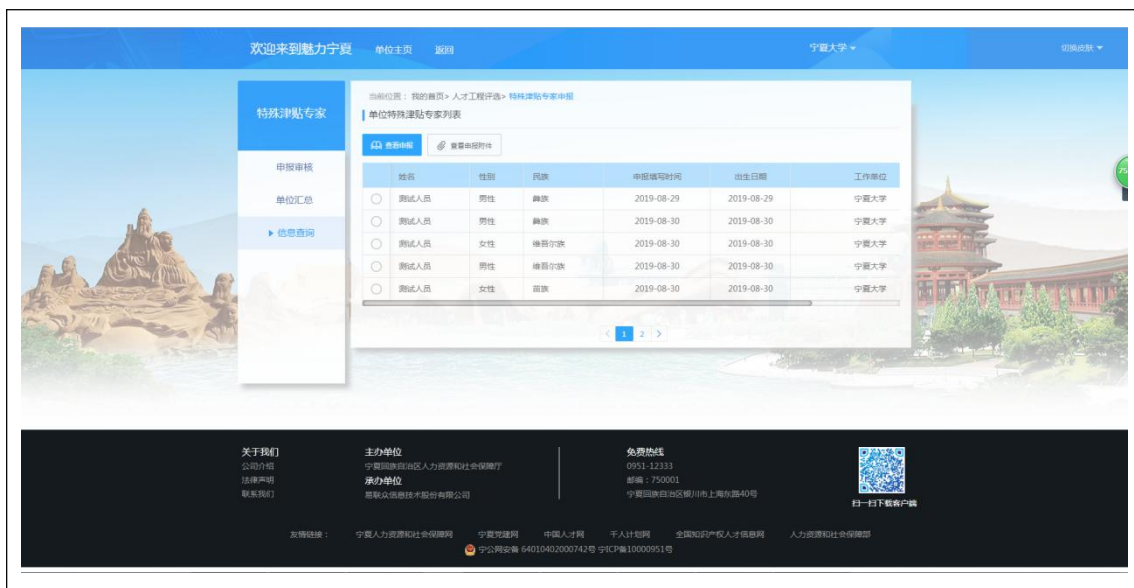 欢迎来到魅力宁夏 单位主页 返回 宁夏大学 切换皮肤
特殊津贴专家
申报审核
单位汇总
信息查询
当前位置：我的首页> 人才工程评选> 特殊津贴专家申报
单位特殊津贴专家列表
查看申报 查看申报附件
姓名 性别 民族 申报填写时间 出生日期 工作单位
测试人员 男性 彝族 2019-08-29 2019-08-29 宁夏大学
测试人员 男性 彝族 2019-08-30 2019-08-30 宁夏大学
测试人员 女性 维吾尔族 2019-08-30 2019-08-30 宁夏大学
测试人员 男性 维吾尔族 2019-08-30 2019-08-30 宁夏大学
测试人员 女性 苗族 2019-08-30 2019-08-30 宁夏大学
< 1 2 >
关于我们
公司介绍
法律声明
联系我们
主办单位
宁夏回族自治区人力资源和社会保障厅
承办单位
易联众信息技术股份有限公司
免费热线
0951-12333
邮编：750001
宁夏回族自治区银川市上海东路40号
扫一扫下载客户端
友情链接： 宁夏人力资源和社会保障网 宁夏党建网 中国人才网 千人计划网 全国知识产权人才信息网 人力资源和社会保障部
宁公网安备 64010402000742号 宁ICP备10000951号